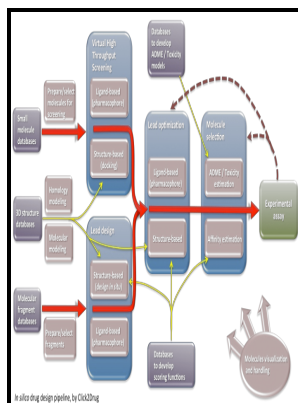 Databases
to develop
ADME / Toxicity
models
Virtual High
Throughput
Screening
Prepare/select
molecules for
screening
Ligand-based
(pharmacophore)
Small
molecule
databases
Structure-based
(docking)
Lead optimization
Molecule
selection
Ligand-based
(pharmacophore)
ADME / Toxicity
estimation
Homology
modeling
3D structure
databases
Molecular
modeling
Lead design
Structure-based
(design in situ)
Structure-based
Affinity estimation
Experimental
assay
Molecular
fragment
databases
Prepare/select
fragments
Ligand-based
(pharmacophore)
Databases
to develop
scoring functions
Molecules visualization
and handling
In silico drug design pipeline, by Click2Drug